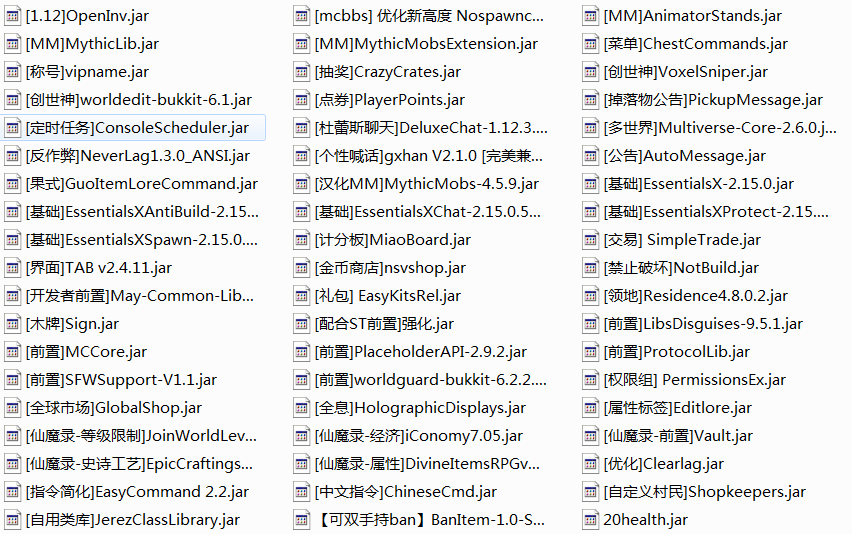 [1.12]OpenInv.jar
[mcbbs] 优化新高度 Nospawnc...
[MM]AnimatorStands.jar
[MM]MythicLib.jar
[MM]MythicMobsExtension.jar
[菜单]ChestCommands.jar
[称号]vipname.jar
[抽奖]CrazyCrates.jar
[创世神]VoxelSniper.jar
[创世神]worldedit-bukkit-6.1.jar
[点券]PlayerPoints.jar
[掉落物公告]PickupMessage.jar
[定时任务]ConsoleScheduler.jar
[杜蕾斯聊天]DeluxeChat-1.12.3....
[多世界]Multiverse-Core-2.6.0.j...
[反作弊]NeverLag1.3.0_ANSI.jar
[个性喊话]gxhan V2.1.0 [完美兼...
[公告]AutoMessage.jar
[果式]GuoItemLoreCommand.jar
[汉化MM]MythicMobs-4.5.9.jar
[基础]EssentialsX-2.15.0.jar
[基础]EssentialsXAntiBuild-2.15...
[基础]EssentialsXChat-2.15.0.5...
[基础]EssentialsXProtect-2.15....
[基础]EssentialsXSpawn-2.15.0....
[计分板]MiaoBoard.jar
[交易] SimpleTrade.jar
[界面]TAB v2.4.11.jar
[金币商店]nsvshop.jar
[禁止破坏]NotBuild.jar
[开发者前置]May-Common-Lib...
[礼包] EasyKitsRel.jar
[领地]Residence4.8.0.2.jar
[木牌]Sign.jar
[配合ST前置]强化.jar
[前置]LibsDisguises-9.5.1.jar
[前置]MCCore.jar
[前置]PlaceholderAPI-2.9.2.jar
[前置]ProtocolLib.jar
[前置]SFWSupport-V1.1.jar
[前置]worldguard-bukkit-6.2.2....
[权限组] PermissionsEx.jar
[全球市场]GlobalShop.jar
[全息]HolographicDisplays.jar
[属性标签]Editlore.jar
[仙魔录-等级限制]JoinWorldLev...
[仙魔录-经济]iConomy7.05.jar
[仙魔录-前置]Vault.jar
[仙魔录-史诗工艺]EpicCraftings...
[仙魔录-属性]DivineItemsRPGv...
[优化]Clearlag.jar
[指令简化]EasyCommand 2.2.jar
[中文指令]ChineseCmd.jar
[自定义村民]Shopkeepers.jar
[自用类库]JerezClassLibrary.jar
【可双手持ban】BanItem-1.0-S...
20health.jar